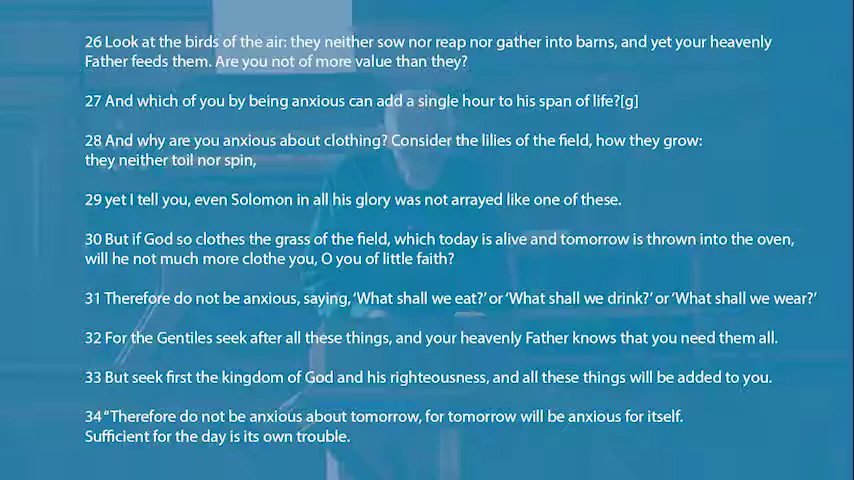 26 Look at the birds of the air: they neither sow nor reap nor gather into barns, and yet your heavenly
Father feeds them. Are you not of more value than they?
27 And which of you by being anxious can add a single hour to his span of life?[g]
28 And why are you anxious about clothing? Consider the lilies of the field, how they grow:
they neither toil nor spin,
29 yet I tell you, even Solomon in all his glory was not arrayed like one of these.
30 But if God so clothes the grass of the field, which today is alive and tomorrow is thrown into the oven,
will he not much more clothe you, O you of little faith?
31 Therefore do not be anxious, saying, ‘What shall we eat?’ or ‘What shall we drink?’ or ‘What shall we wear?’
32 For the Gentiles seek after all these things, and your heavenly Father knows that you need them all.
33 But seek first the kingdom of God and his righteousness, and all these things will be added to you.
34 “Therefore do not be anxious about tomorrow, for tomorrow will be anxious for itself.
Sufficient for the day is its own trouble.